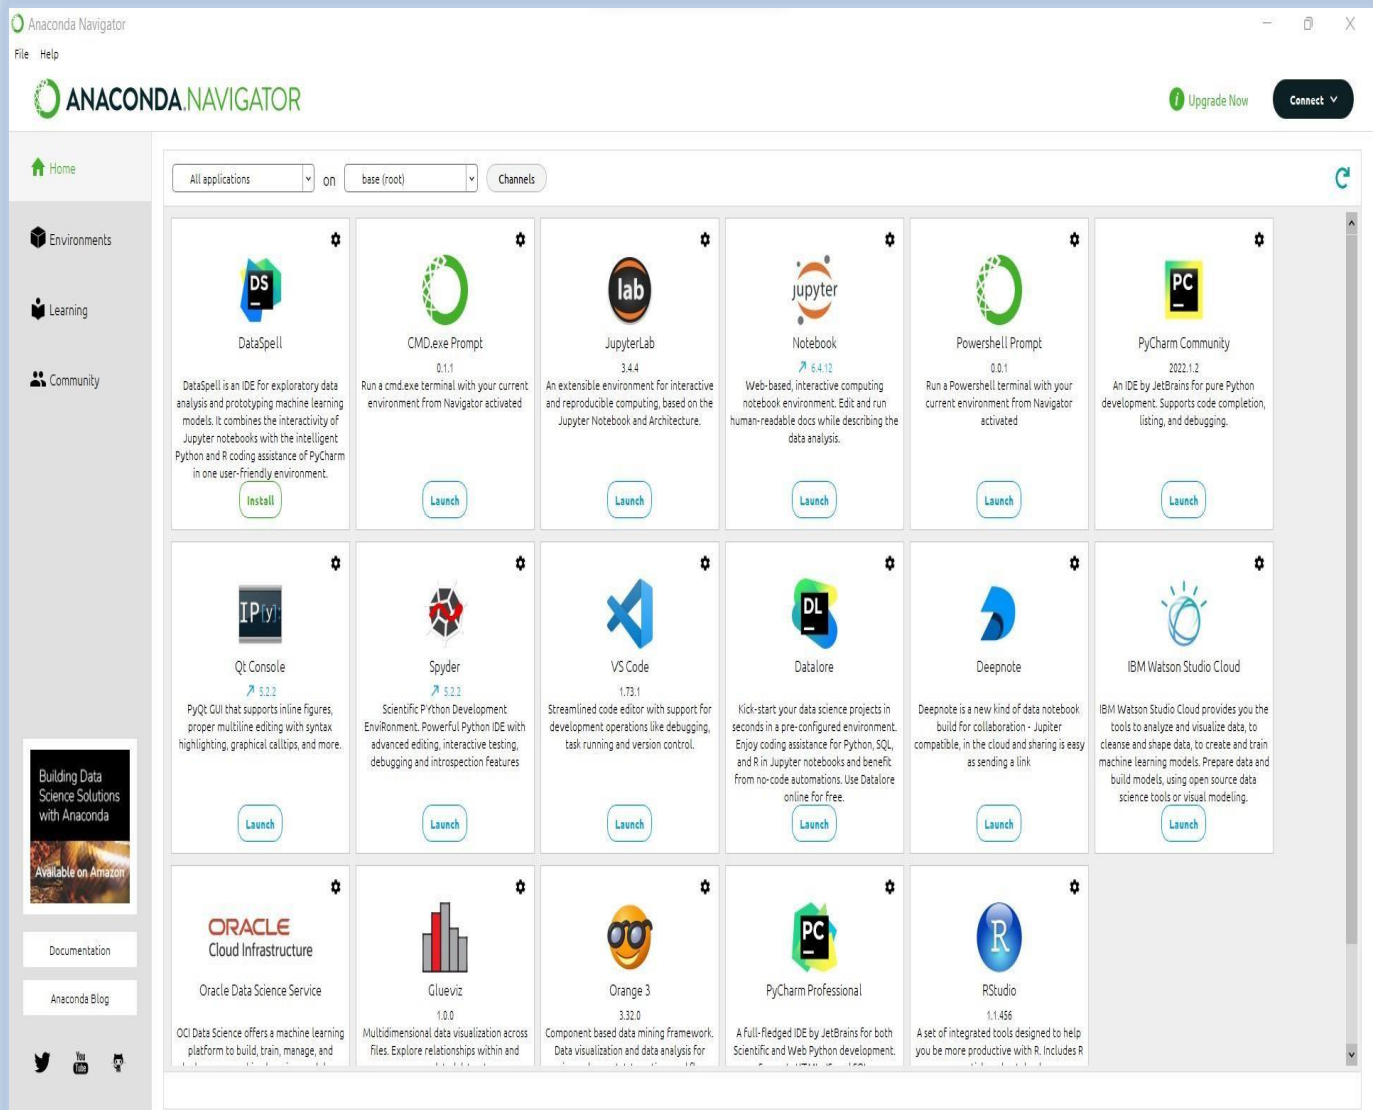 Anaconda Navigator
File Help
ANACONDA.NAVIGATOR
Upgrade Now
Connect
Home
Environments
Learning
Community
Building Data
Science Solutions
with Anaconda
Available on Amazon
Documentation
Anaconda Blog
You
Tube
All applications on base (root) Channels
DS
DataSpell
DataSpell is an IDE for exploratory data
analysis and prototyping machine learning
models. It combines the interactivity of
Jupyter notebooks with the intelligent
Python and R coding assistance of PyCharm
in one user-friendly environment.
Install
CMD.exe Prompt
0.1.1
Run a cmd.exe terminal with your current
environment from Navigator activated
Launch
lab
JupyterLab
3.4.4
An extensible environment for interactive
and reproducible computing, based on the
Jupyter Notebook and Architecture.
Launch
jupyter
Notebook
6.4.12
Web-based, interactive computing
notebook environment. Edit and run
human-readable docs while describing the
data analysis.
Launch
Powershell Prompt
0.0.1
Run a Powershell terminal with your
current environment from Navigator
activated
Launch
PC
PyCharm Community
2022.1.2
An IDE by JetBrains for pure Python
development. Supports code completion,
listing, and debugging.
Launch
IP[y]:
Qt Console
5.2.2
PyQt GUI that supports inline figures,
proper multiline editing with syntax
highlighting, graphical calltips, and more.
Launch
Spyder
5.2.2
Scientific PYthon Development
EnviRonment. Powerful Python IDE with
advanced editing, interactive testing,
debugging and introspection features
Launch
VS Code
1.73.1
Streamlined code editor with support for
development operations like debugging,
task running and version control.
Launch
DL
Datalore
Kick-start your data science projects in
seconds in a pre-configured environment.
Enjoy coding assistance for Python, SQL,
and R in Jupyter notebooks and benefit
from no-code automations. Use Datalore
online for free.
Launch
Deepnote
Deepnote is a new kind of data notebook
build for collaboration - Jupiter
compatible, in the cloud and sharing is easy
as sending a link
Launch
IBM Watson Studio Cloud
IBM Watson Studio Cloud provides you the
tools to analyze and visualize data, to
cleanse and shape data, to create and train
machine learning models. Prepare data and
build models, using open source data
science tools or visual modeling.
Launch
ORACLE
Cloud Infrastructure
Oracle Data Science Service
OCI Data Science offers a machine learning
platform to build, train, manage, and
Glueviz
1.0.0
Multidimensional data visualization across
files. Explore relationships within and
Orange 3
3.32.0
Component based data mining framework.
Data visualization and data analysis for
PC
PyCharm Professional
A full-fledged IDE by JetBrains for both
Scientific and Web Python development.
R
RStudio
1.1.456
A set of integrated tools designed to help
you be more productive with R. Includes R